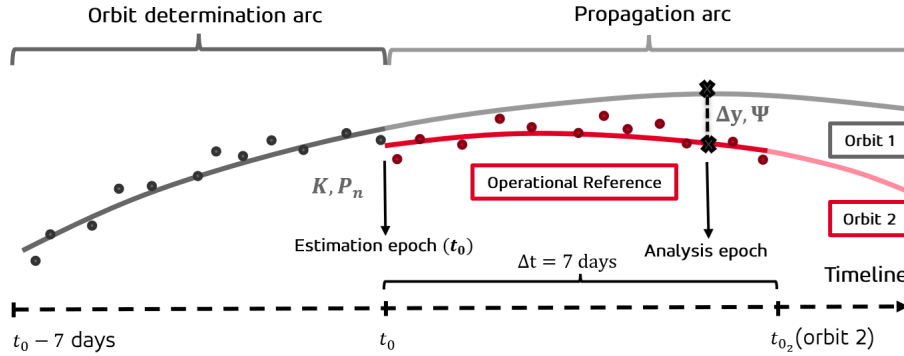 Orbit determination arc
Propagation arc
Δy, Ψ
Orbit 1
K, Pₙ
Operational Reference
Orbit 2
Estimation epoch (t₀)
Analysis epoch
Δt = 7 days
Timeline
t₀ − 7 days
t₀
t₀₂(orbit 2)